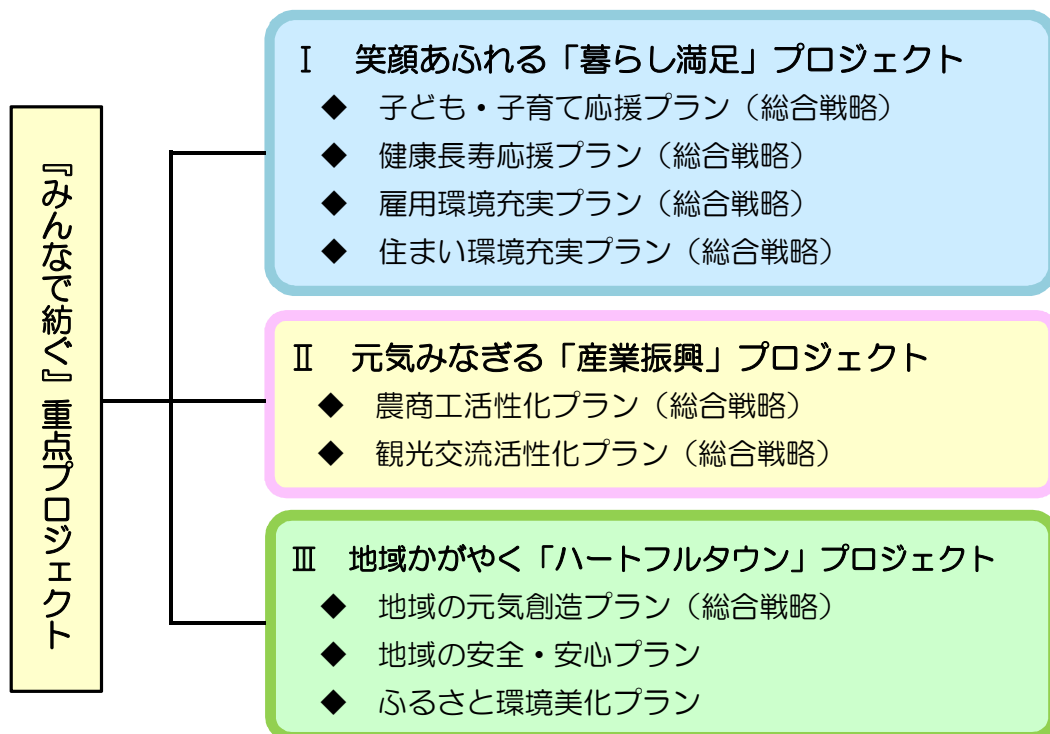 『みんなで紡ぐ』重点プロジェクト
Ⅰ 笑顔あふれる「暮らし満足」プロジェクト
◆ 子ども・子育て応援プラン（総合戦略）
◆ 健康長寿応援プラン（総合戦略）
◆ 雇用環境充実プラン（総合戦略）
◆ 住まい環境充実プラン（総合戦略）
Ⅱ 元気みなぎる「産業振興」プロジェクト
◆ 農商工活性化プラン（総合戦略）
◆ 観光交流活性化プラン（総合戦略）
Ⅲ 地域かがやく「ハートフルタウン」プロジェクト
◆ 地域の元気創造プラン（総合戦略）
◆ 地域の安全・安心プラン
◆ ふるさと環境美化プラン